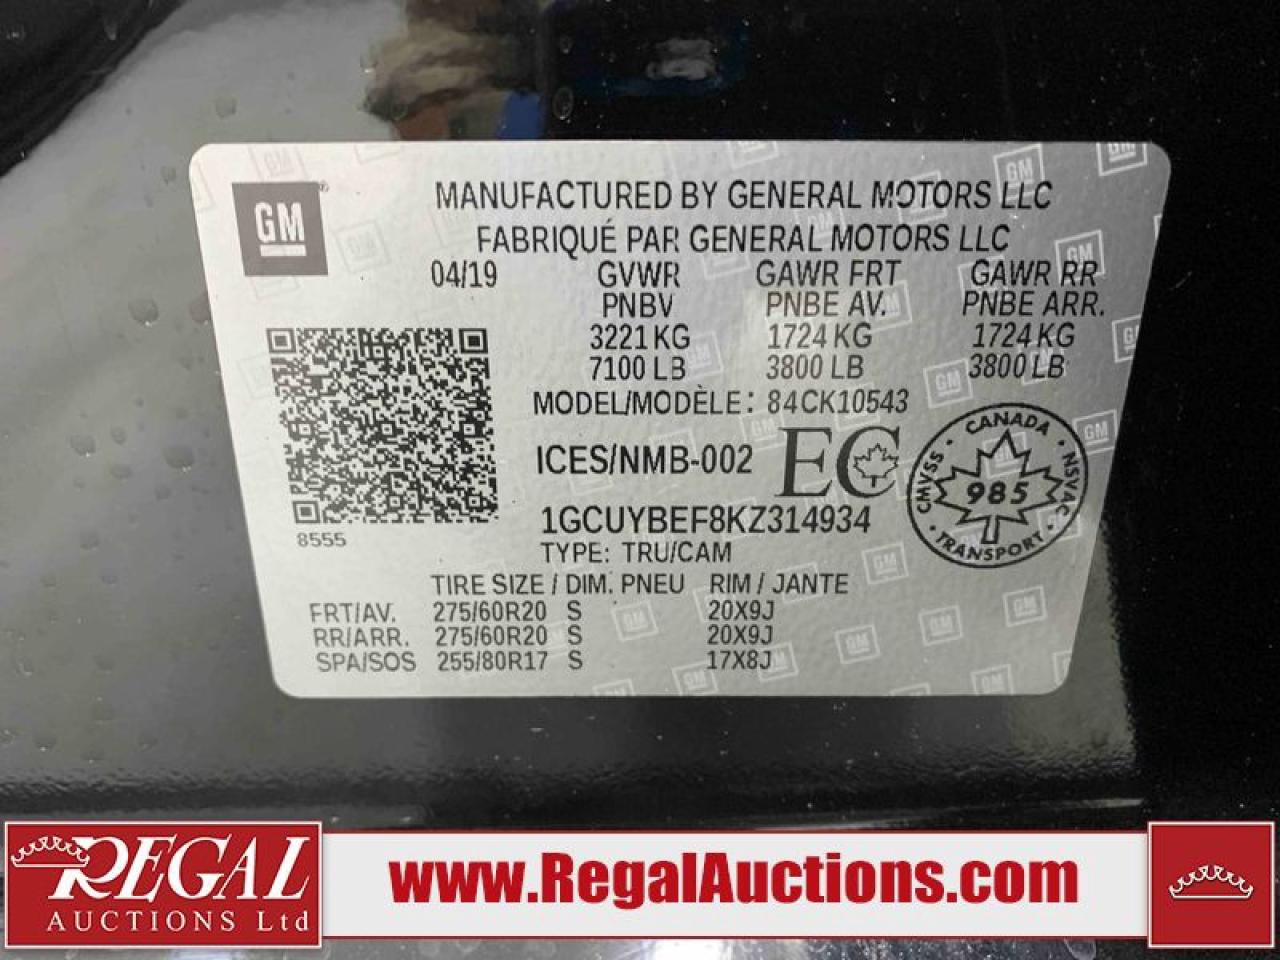 GM
MANUFACTURED BY GENERAL MOTORS LLC
FABRIQUÉ PAR GENERAL MOTORS LLC
04/19 GVWR GAWR FRT GAWR RR
PNBV PNBE AV. PNBE ARR.
3221 KG 1724 KG 1724 KG
7100 LB 3800 LB 3800 LB
MODEL/MODÈLE: 84CK10543
ICES/NMB-002 EC
CANADA
CMVSS 985 NSVAC
TRANSPORT
8555
1GCUYBEF8KZ314934
TYPE: TRU/CAM
TIRE SIZE / DIM. PNEU RIM / JANTE
FRT/AV. 275/60R20 S 20X9J
RR/ARR. 275/60R20 S 20X9J
SPA/SOS 255/80R17 S 17X8J
REGAL
AUCTIONS Ltd
www.RegalAuctions.com